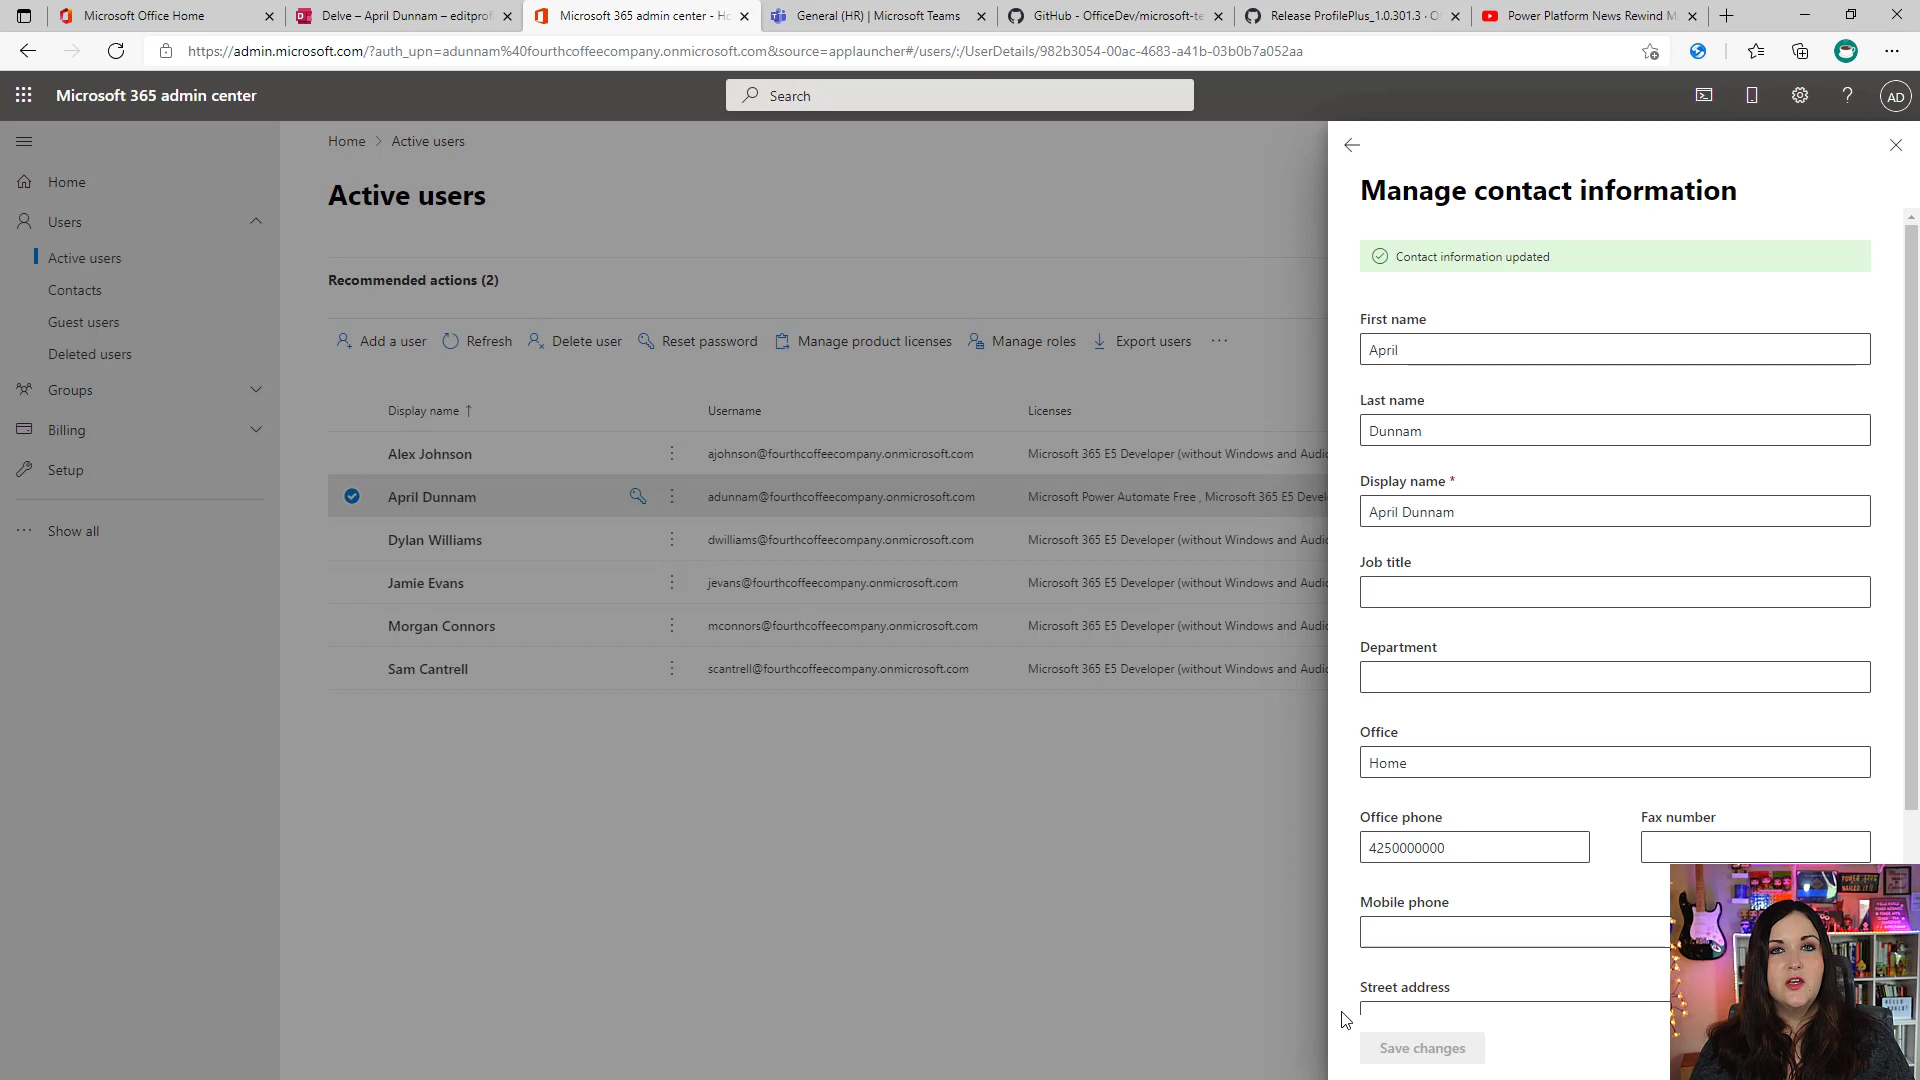 Microsoft Office Home
Delve – April Dunnam – editprof
Microsoft 365 admin center - Ho
General (HR) | Microsoft Teams
GitHub - OfficeDev/microsoft-te
Release ProfilePlus_1.0.301.3 · O
Power Platform News Rewind M
https://admin.microsoft.com/?auth_upn=adunnam%40fourthcoffeecompany.onmicrosoft.com&source=applauncher#/users/:/UserDetails/982b3054-00ac-4683-a41b-03b0b7a052aa
Microsoft 365 admin center
Search
AD
Home
Users
Active users
Contacts
Guest users
Deleted users
Groups
Billing
Setup
Show all
Home > Active users
Active users
Recommended actions (2)
Add a user
Refresh
Delete user
Reset password
Manage product licenses
Manage roles
Export users
Display name ↑
Username
Licenses
Alex Johnson
ajohnson@fourthcoffeecompany.onmicrosoft.com
Microsoft 365 E5 Developer (without Windows and Audio
April Dunnam
adunnam@fourthcoffeecompany.onmicrosoft.com
Microsoft Power Automate Free , Microsoft 365 E5 Devel
Dylan Williams
dwilliams@fourthcoffeecompany.onmicrosoft.com
Microsoft 365 E5 Developer (without Windows and Audio
Jamie Evans
jevans@fourthcoffeecompany.onmicrosoft.com
Microsoft 365 E5 Developer (without Windows and Audio
Morgan Connors
mconnors@fourthcoffeecompany.onmicrosoft.com
Microsoft 365 E5 Developer (without Windows and Audio
Sam Cantrell
scantrell@fourthcoffeecompany.onmicrosoft.com
Microsoft 365 E5 Developer (without Windows and Audio
Manage contact information
Contact information updated
First name
April
Last name
Dunnam
Display name *
April Dunnam
Job title
Department
Office
Home
Office phone
Fax number
4250000000
Mobile phone
Street address
Save changes